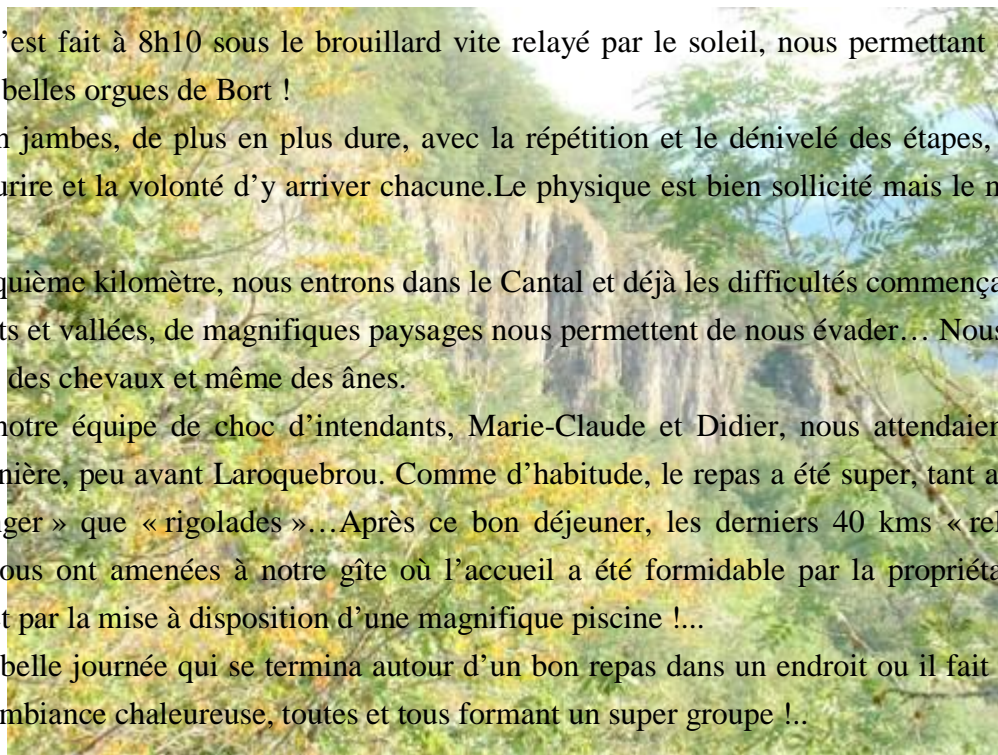 ’est fait à 8h10 sous le brouillard vite relayé par le soleil, nous permettant
belles orgues de Bort !
jambes, de plus en plus dure, avec la répétition et le dénivelé des étapes,
urire et la volonté d’y arriver chacune.Le physique est bien sollicité mais le
quième kilomètre, nous entrons dans le Cantal et déjà les difficultés commença
ts et vallées, de magnifiques paysages nous permettent de nous évader… Nous
des chevaux et même des ânes.
notre équipe de choc d’intendants, Marie-Claude et Didier, nous attendaien
nière, peu avant Laroquebrou. Comme d’habitude, le repas a été super, tant a
ger » que « rigolades »…Après ce bon déjeuner, les derniers 40 kms « rel
ous ont amenées à notre gîte où l’accueil a été formidable par la propriéta
t par la mise à disposition d’une magnifique piscine !...
belle journée qui se termina autour d’un bon repas dans un endroit ou il fait
mbiance chaleureuse, toutes et tous formant un super groupe !..